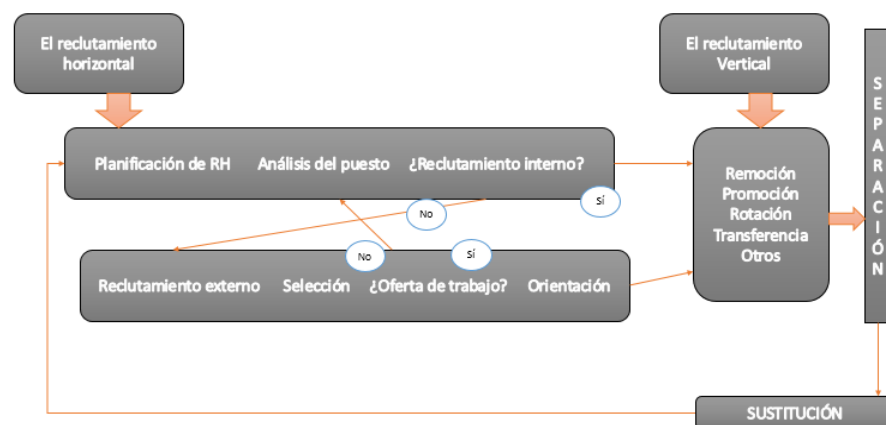 El reclutamiento
horizontal
El reclutamiento
Vertical
SEPARACIÓN
Planificación de RH Análisis del puesto ¿Reclutamiento interno?
Sí
No
Remoción
Promoción
Rotación
Transferencia
Otros
No
Sí
Reclutamiento externo Selección ¿Oferta de trabajo? Orientación
SUSTITUCIÓN